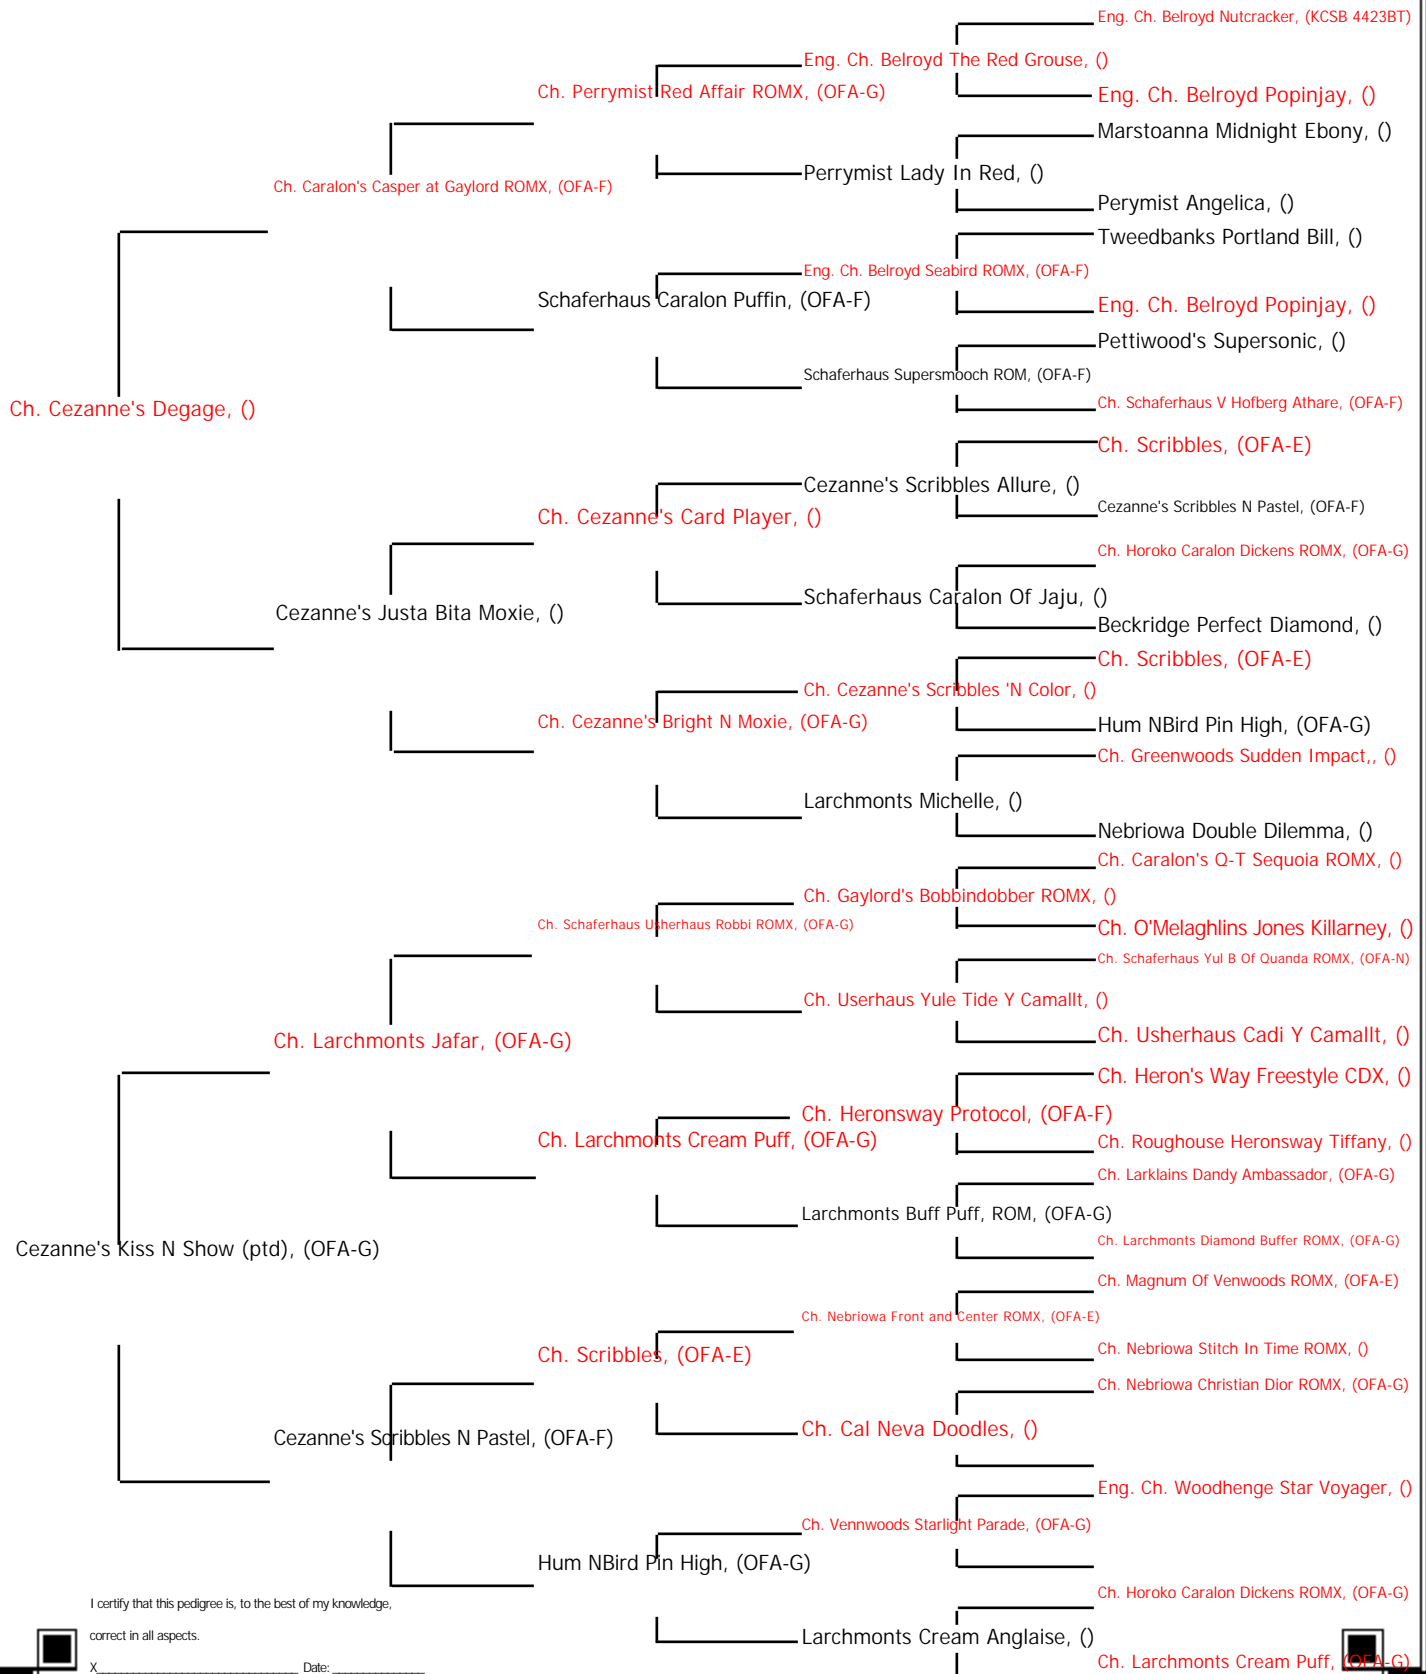 Eng. Ch. Belroyd Nutcracker, (KCSB 4423BT)
Eng. Ch. Belroyd The Red Grouse, ()
Ch. Perrymist Red Affair ROMX, (OFA-G)
Eng. Ch. Belroyd Popinjay, ()
Marstoanna Midnight Ebony, ()
Perrymist Lady In Red, ()
Ch. Caralon's Casper at Gaylord ROMX, (OFA-F)
Perymist Angelica, ()
Tweedbanks Portland Bill, ()
Eng. Ch. Belroyd Seabird ROMX, (OFA-F)
Schaferhaus Caralon Puffin, (OFA-F)
Eng. Ch. Belroyd Popinjay, ()
Pettiwood's Supersonic, ()
Schaferhaus Supersmooch ROM, (OFA-F)
Ch. Schaferhaus V Hofberg Athare, (OFA-F)
Ch. Cezanne's Degage, ()
Ch. Scribbles, (OFA-E)
Cezanne's Scribbles Allure, ()
Cezanne's Scribbles N Pastel, (OFA-F)
Ch. Cezanne's Card Player, ()
Ch. Horoko Caralon Dickens ROMX, (OFA-G)
Schaferhaus Caralon Of Jaju, ()
Cezanne's Justa Bita Moxie, ()
Beckridge Perfect Diamond, ()
Ch. Scribbles, (OFA-E)
Ch. Cezanne's Scribbles 'N Color, ()
Ch. Cezanne's Bright N Moxie, (OFA-G)
Hum NBird Pin High, (OFA-G)
Ch. Greenwoods Sudden Impact,, ()
Larchmonts Michelle, ()
Nebriowa Double Dilemma, ()
Ch. Caralon's Q-T Sequoia ROMX, ()
Ch. Gaylord's Bobbindobber ROMX, ()
Ch. Schaferhaus Usherhaus Robbi ROMX, (OFA-G)
Ch. O'Melaghlins Jones Killarney, ()
Ch. Schaferhaus Yul B Of Quanda ROMX, (OFA-N)
Ch. Userhaus Yule Tide Y Camallt, ()
Ch. Larchmonts Jafar, (OFA-G)
Ch. Usherhaus Cadi Y Camallt, ()
Ch. Heron's Way Freestyle CDX, ()
Ch. Heronsway Protocol, (OFA-F)
Ch. Larchmonts Cream Puff, (OFA-G)
Ch. Roughouse Heronsway Tiffany, ()
Ch. Larklains Dandy Ambassador, (OFA-G)
Larchmonts Buff Puff, ROM, (OFA-G)
Cezanne's Kiss N Show (ptd), (OFA-G)
Ch. Larchmonts Diamond Buffer ROMX, (OFA-G)
Ch. Magnum Of Venwoods ROMX, (OFA-E)
Ch. Nebriowa Front and Center ROMX, (OFA-E)
Ch. Scribbles, (OFA-E)
Ch. Nebriowa Stitch In Time ROMX, ()
Ch. Nebriowa Christian Dior ROMX, (OFA-G)
Ch. Cal Neva Doodles, ()
Cezanne's Scribbles N Pastel, (OFA-F)
Eng. Ch. Woodhenge Star Voyager, ()
Ch. Vennwoods Starlight Parade, (OFA-G)
Hum NBird Pin High, (OFA-G)
Ch. Horoko Caralon Dickens ROMX, (OFA-G)
I certify that this pedigree is, to the best of my knowledge,
correct in all aspects.
Larchmonts Cream Anglaise, ()
Ch. Larchmonts Cream Puff, (OFA-G)
X______________________________ Date: ______________